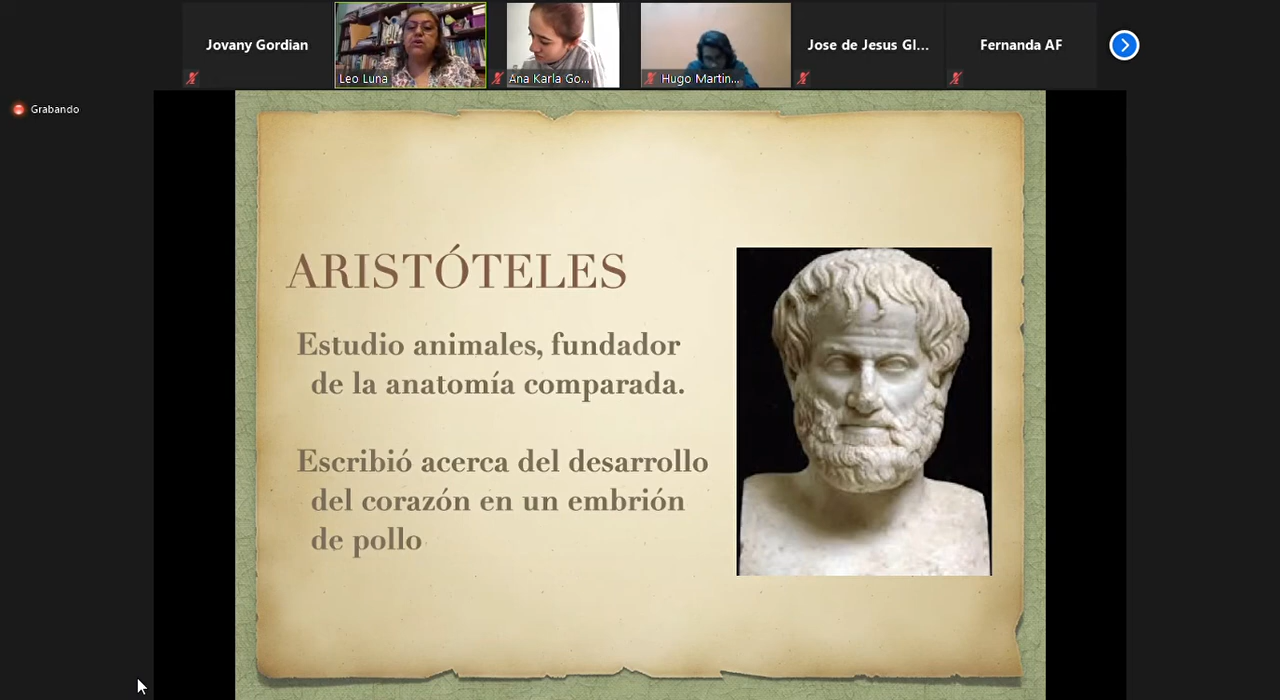 Jovany Gordian
Leo Luna
Ana Karla Go...
Hugo Martin...
Jose de Jesus Gl...
Fernanda AF
Grabando
ARISTÓTELES
Estudio animales, fundador
de la anatomía comparada.
Escribió acerca del desarrollo
del corazón en un embrión
de pollo